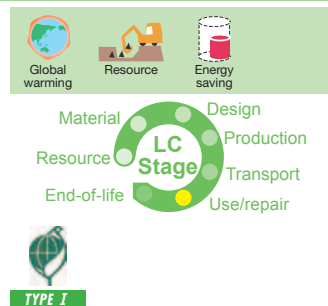 Global
warming
Resource
Energy
saving
Material
Design
Production
Resource
LC
Stage
Transport
End-of-life
Use/repair
TYPE I